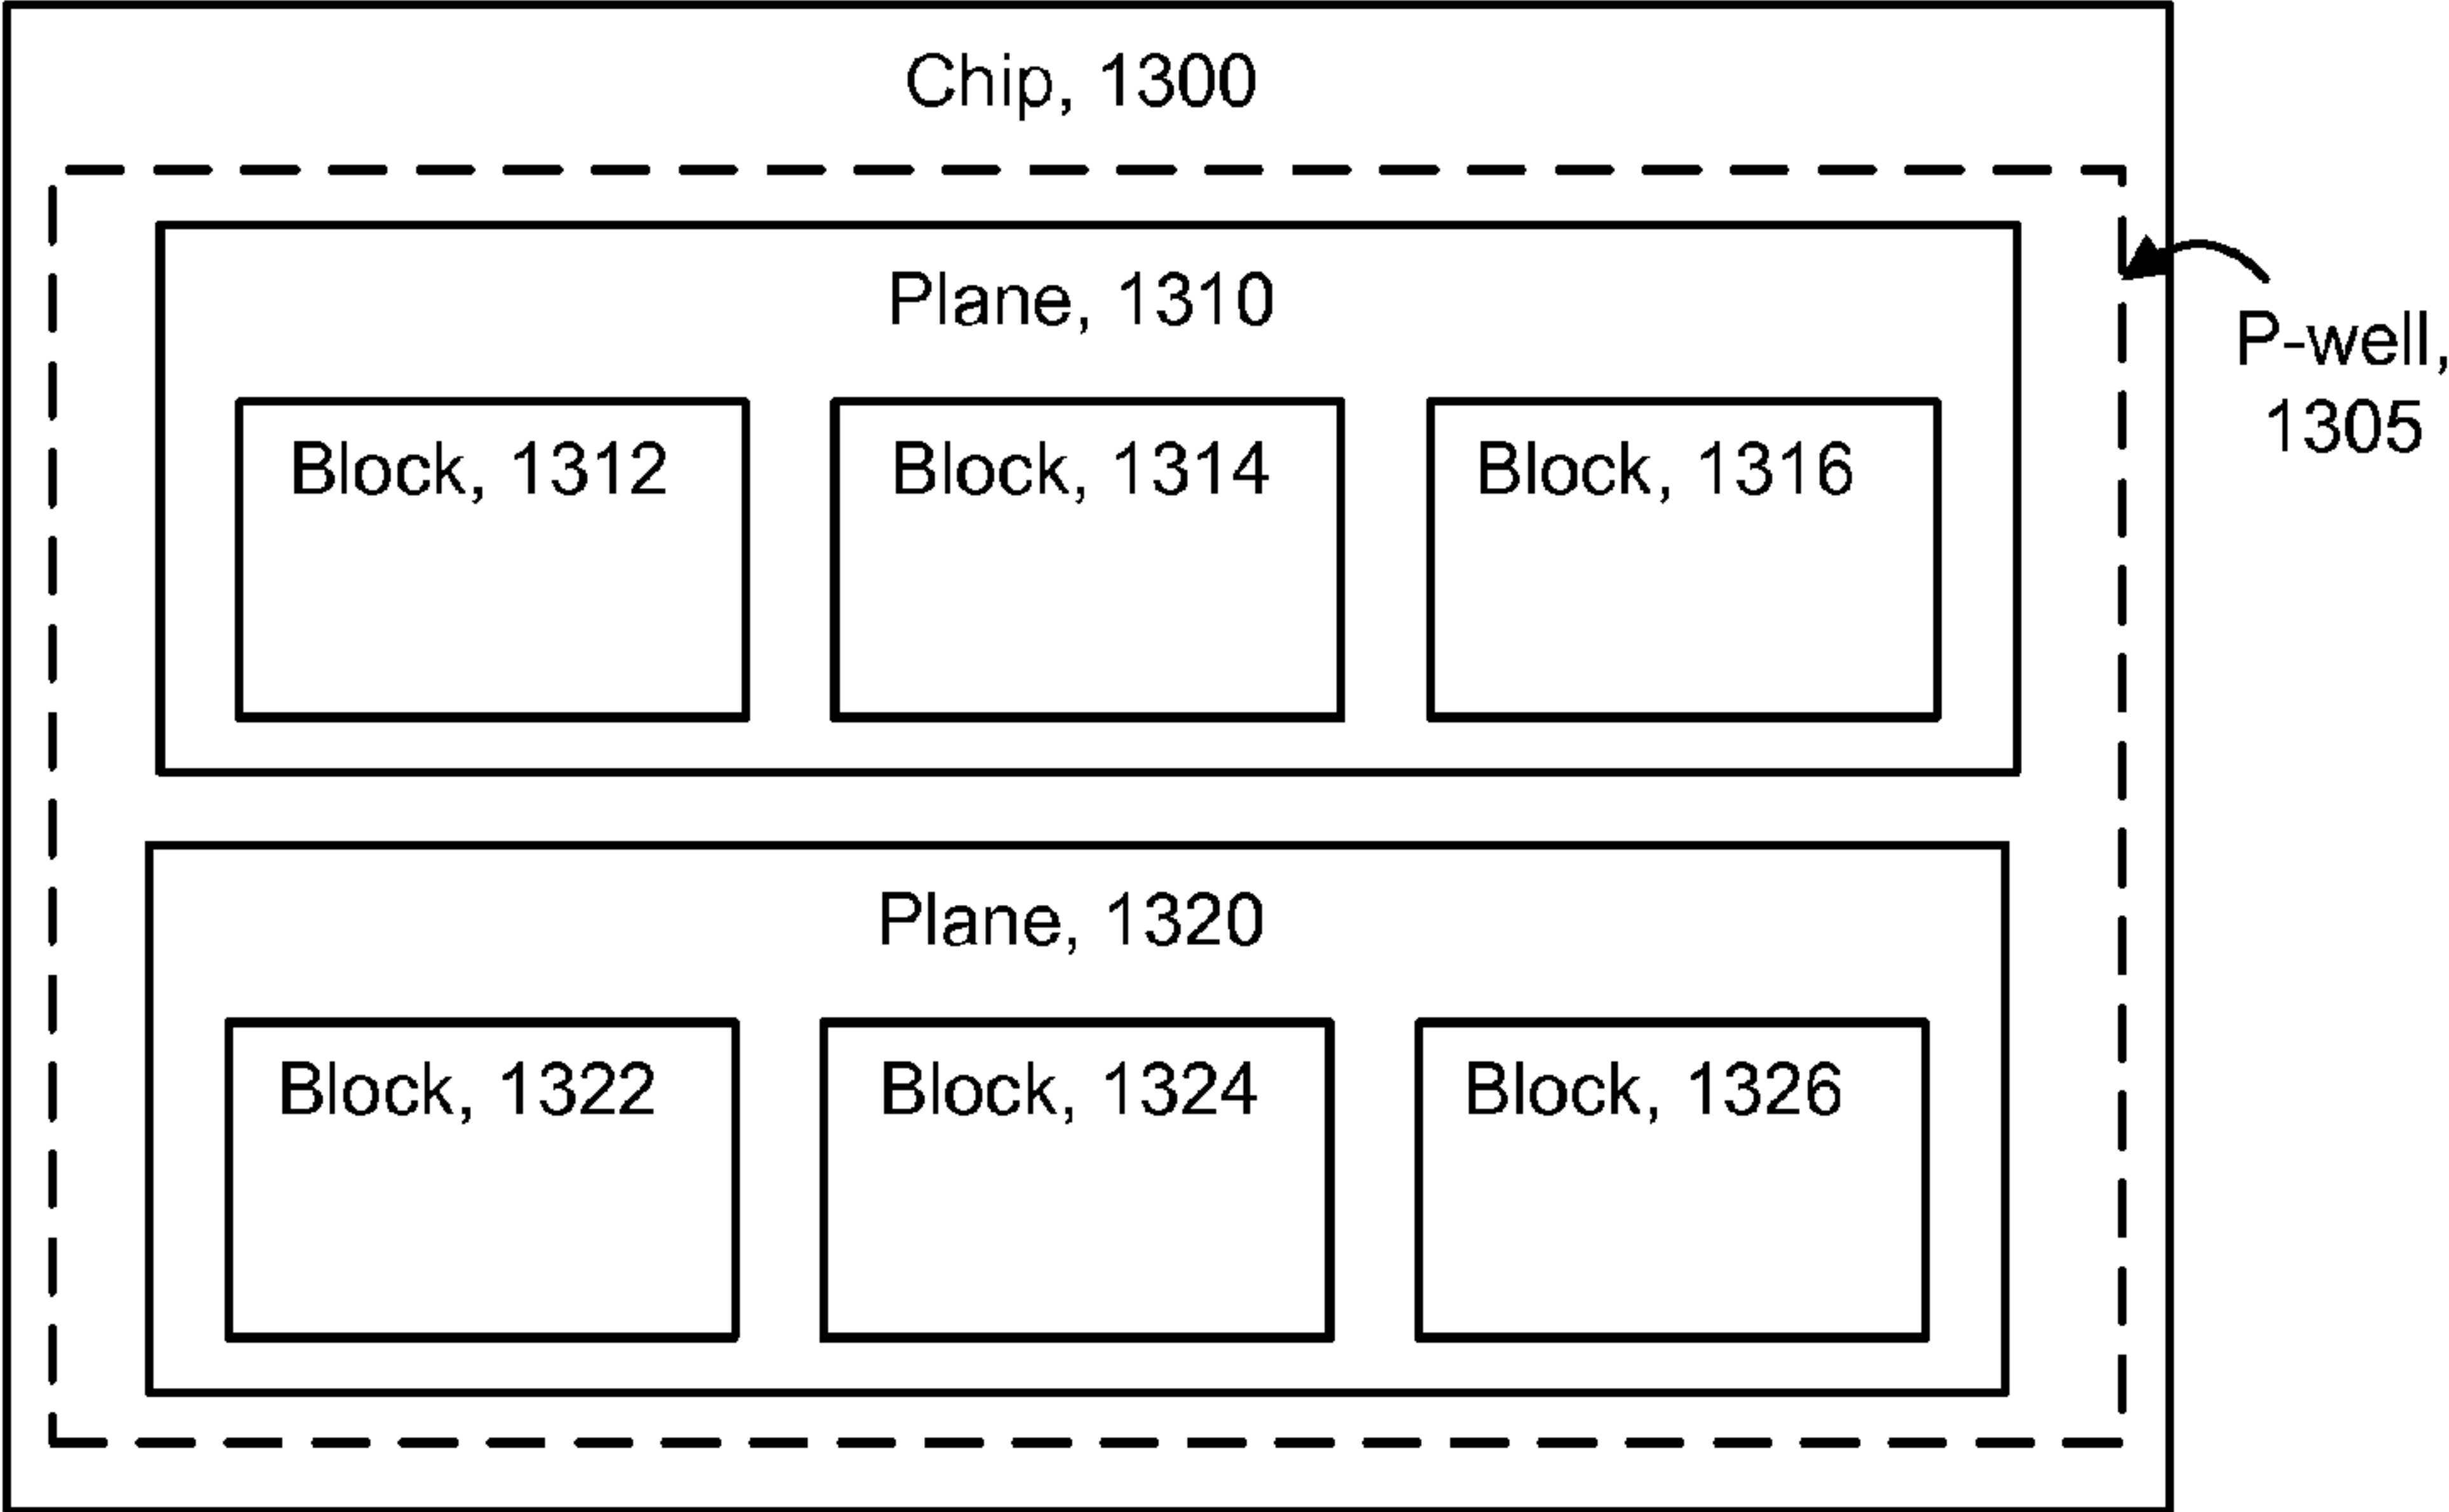 Chip, 1300
Plane, 1310
P-well,
1305
Block, 1312
Block, 1314
Block, 1316
Plane, 1320
Block, 1322
Block, 1324
Block, 1326